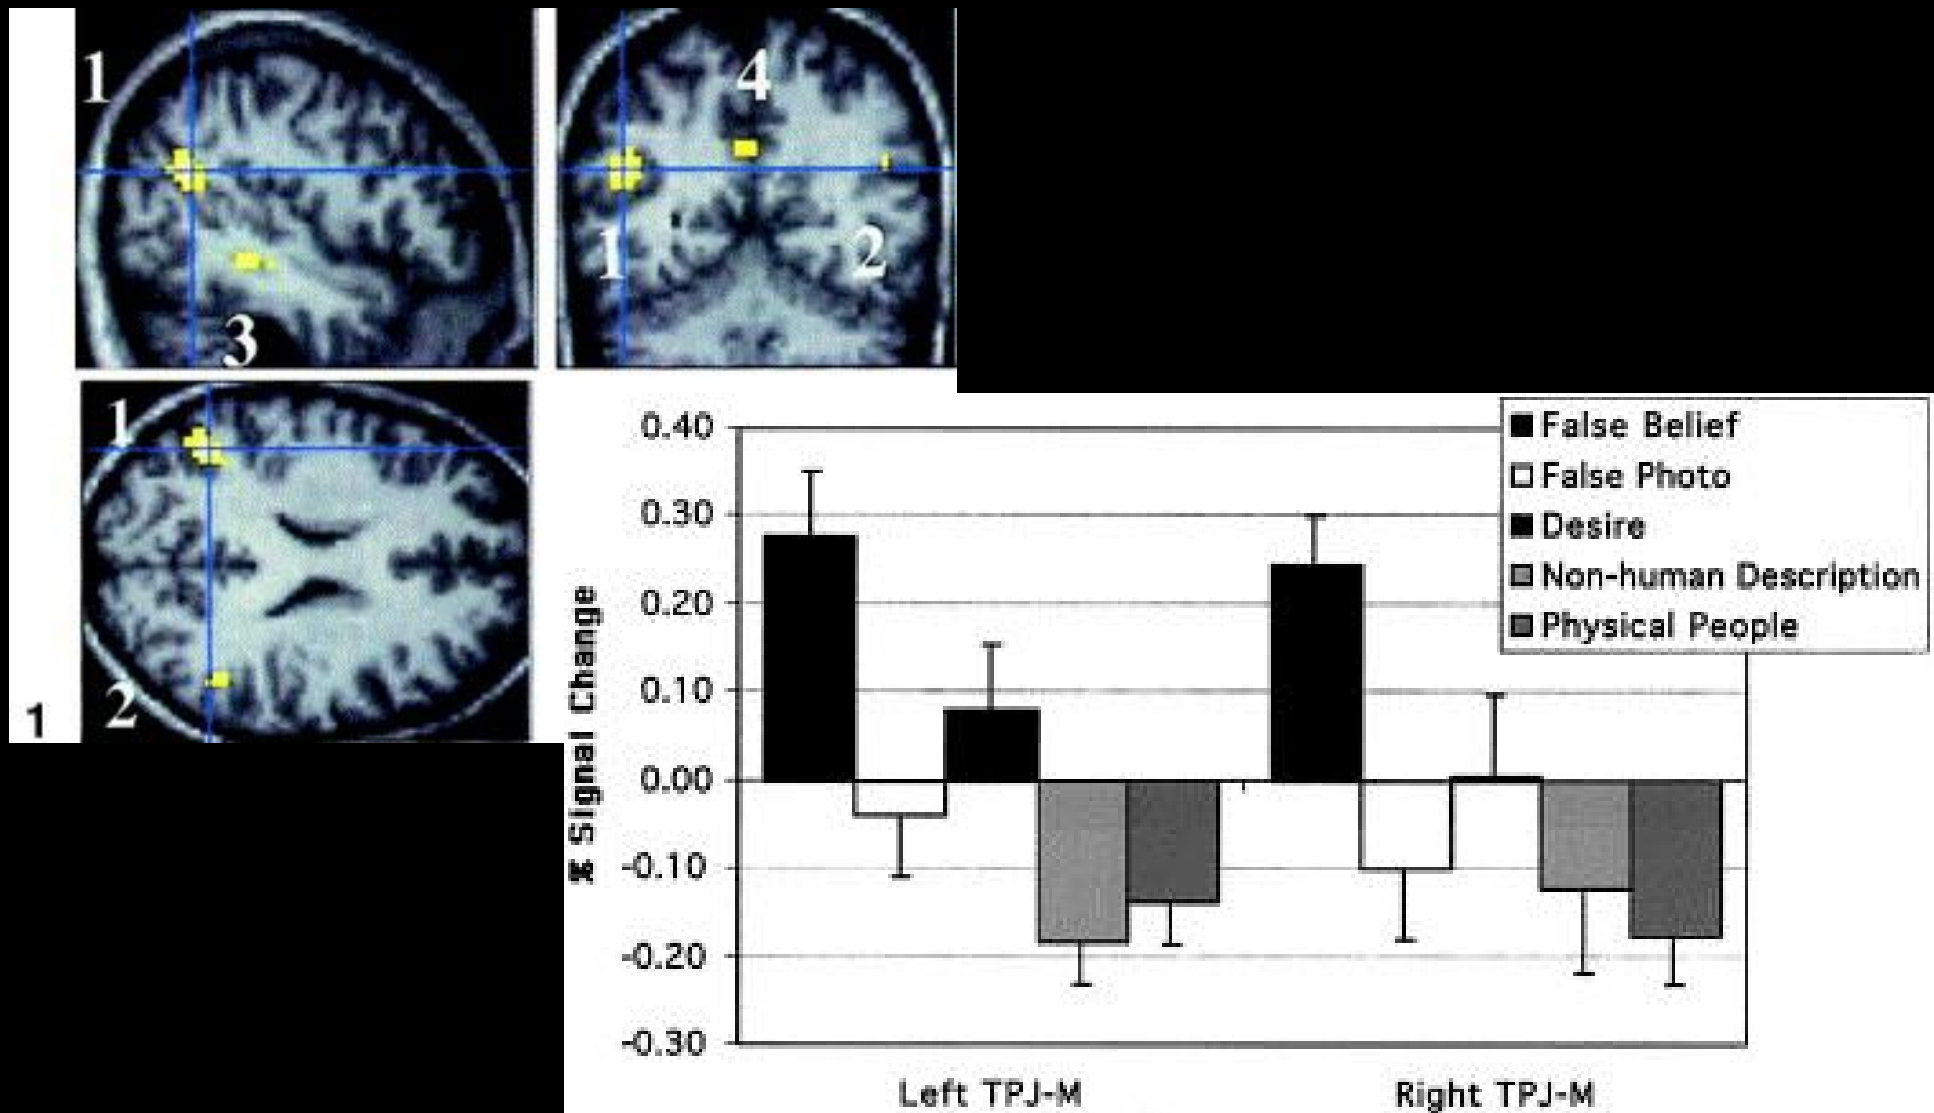 1
4
1
2
3
1
2
1
0.40
0.30
0.20
0.10
0.00
-0.10
-0.20
-0.30
% Signal Change
False Belief
False Photo
Desire
Non-human Description
Physical People
Left TPJ-M
Right TPJ-M